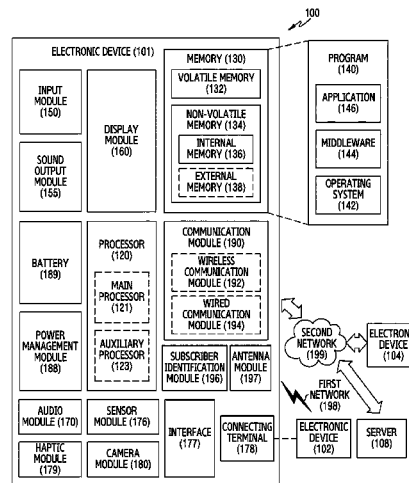 100
ELECTRONIC DEVICE (101)
INPUT
MODULE
(150)
SOUND
OUTPUT
MODULE
(155)
DISPLAY
MODULE
(160)
MEMORY (130)
VOLATILE MEMORY
(132)
NON-VOLATILE
MEMORY (134)
INTERNAL
MEMORY (136)
EXTERNAL
MEMORY (138)
PROGRAM
(140)
APPLICATION
(146)
MIDDLEWARE
(144)
OPERATING
SYSTEM
(142)
BATTERY
(189)
POWER
MANAGEMENT
MODULE
(188)
PROCESSOR
(120)
MAIN
PROCESSOR
(121)
AUXILIARY
PROCESSOR
(123)
COMMUNICATION
MODULE (190)
WIRELESS
COMMUNICATION
MODULE (192)
WIRED
COMMUNICATION
MODULE (194)
SUBSCRIBER
IDENTIFICATION
MODULE (196)
ANTENNA
MODULE
(197)
SECOND
NETWORK
(199)
ELECTRONIC
DEVICE
(104)
FIRST
NETWORK
(198)
AUDIO
MODULE (170)
SENSOR
MODULE (176)
INTERFACE
(177)
CONNECTING
TERMINAL
(178)
HAPTIC
MODULE
(179)
CAMERA
MODULE (180)
ELECTRONIC
DEVICE
(102)
SERVER
(108)